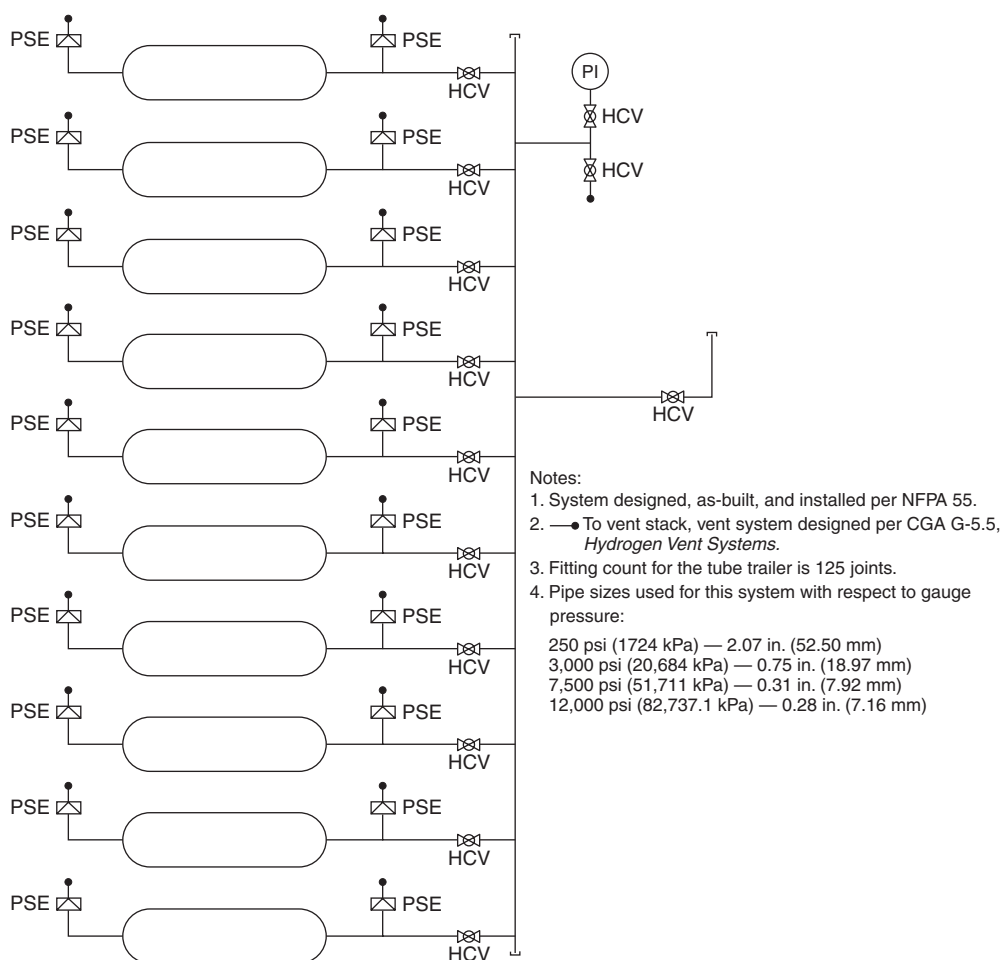 PSE PSE
HCV
PI
HCV
HCV
PSE PSE
HCV
PSE PSE
HCV
PSE PSE
HCV
HCV
PSE PSE
HCV
Notes:
1. System designed, as-built, and installed per NFPA 55.
2. To vent stack, vent system designed per CGA G-5.5,
Hydrogen Vent Systems.
3. Fitting count for the tube trailer is 125 joints.
4. Pipe sizes used for this system with respect to gauge
pressure:
250 psi (1724 kPa) — 2.07 in. (52.50 mm)
3,000 psi (20,684 kPa) — 0.75 in. (18.97 mm)
7,500 psi (51,711 kPa) — 0.31 in. (7.92 mm)
12,000 psi (82,737.1 kPa) — 0.28 in. (7.16 mm)
PSE PSE
HCV
PSE PSE
HCV
PSE PSE
HCV
PSE PSE
HCV
PSE PSE
HCV